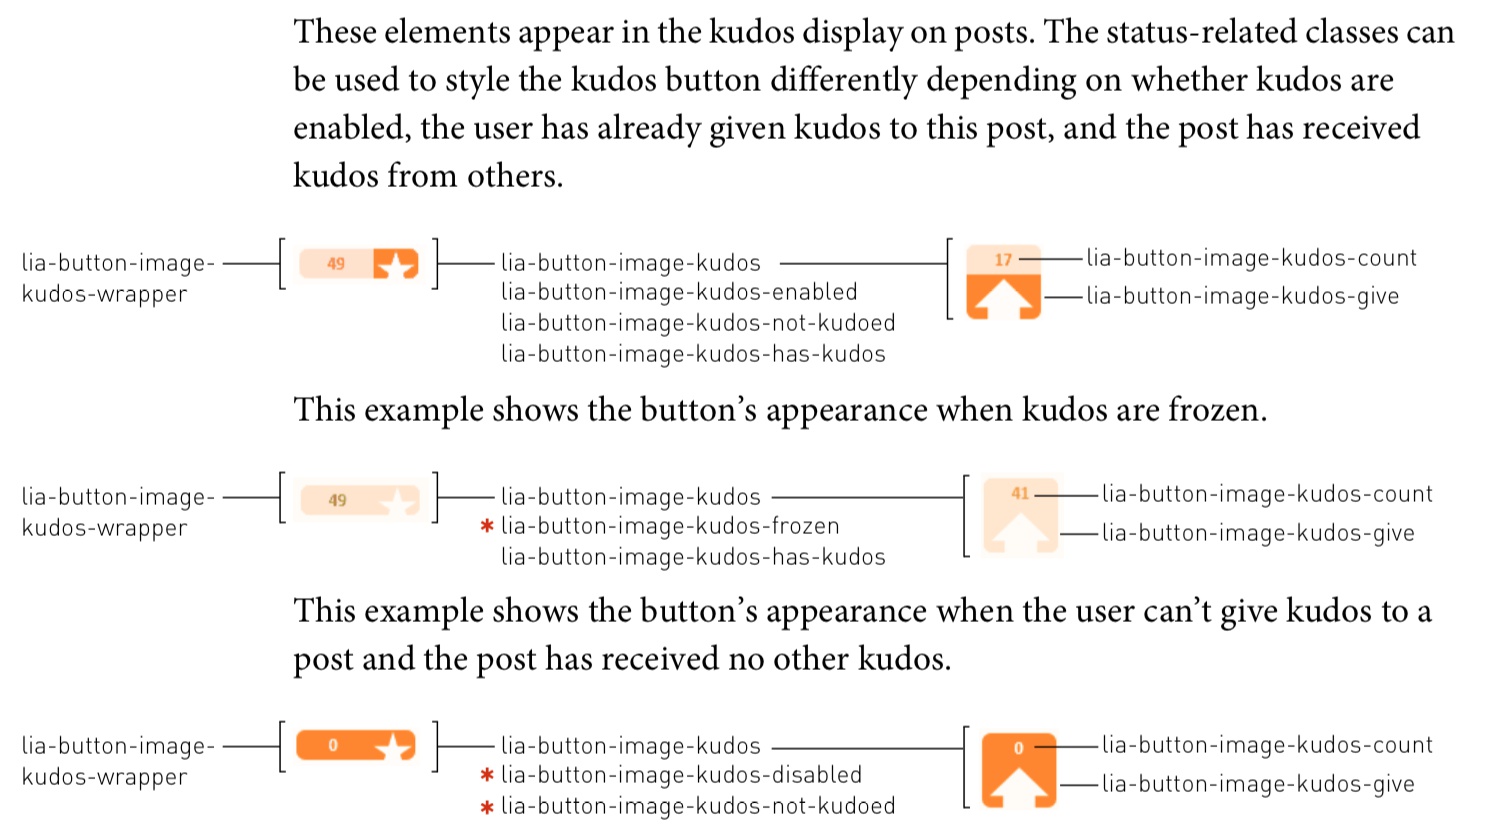 These elements appear in the kudos display on posts. The status-related classes can
be used to style the kudos button differently depending on whether kudos are
enabled, the user has already given kudos to this post, and the post has received
kudos from others.
lia-button-image-
kudos-wrapper
49
lia-button-image-kudos
lia-button-image-kudos-enabled
lia-button-image-kudos-not-kudoed
lia-button-image-kudos-has-kudos
17
lia-button-image-kudos-count
lia-button-image-kudos-give
This example shows the button’s appearance when kudos are frozen.
lia-button-image-
kudos-wrapper
49
lia-button-image-kudos
* lia-button-image-kudos-frozen
lia-button-image-kudos-has-kudos
41
lia-button-image-kudos-count
lia-button-image-kudos-give
This example shows the button’s appearance when the user can’t give kudos to a
post and the post has received no other kudos.
lia-button-image-
kudos-wrapper
0
lia-button-image-kudos
* lia-button-image-kudos-disabled
* lia-button-image-kudos-not-kudoed
0
lia-button-image-kudos-count
lia-button-image-kudos-give